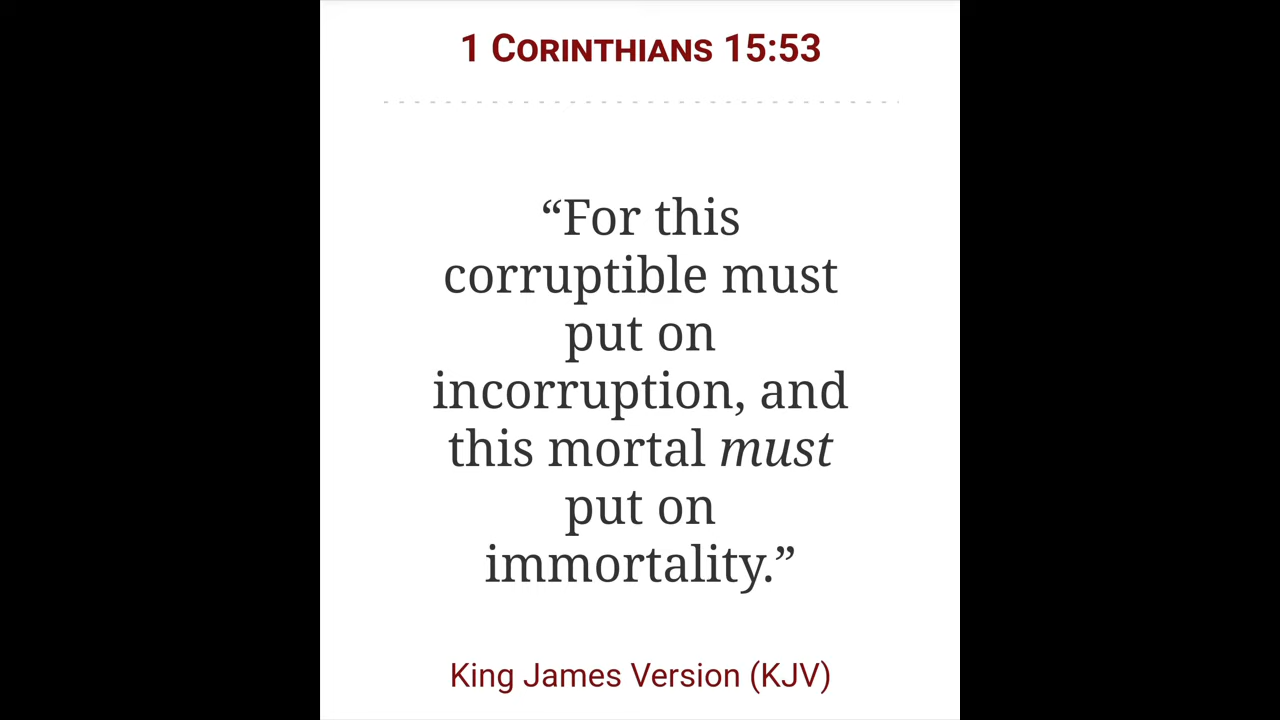 1 Corinthians 15:53
“For this
corruptible must
put on
incorruption, and
this mortal must
put on
immortality.”
King James Version (KJV)